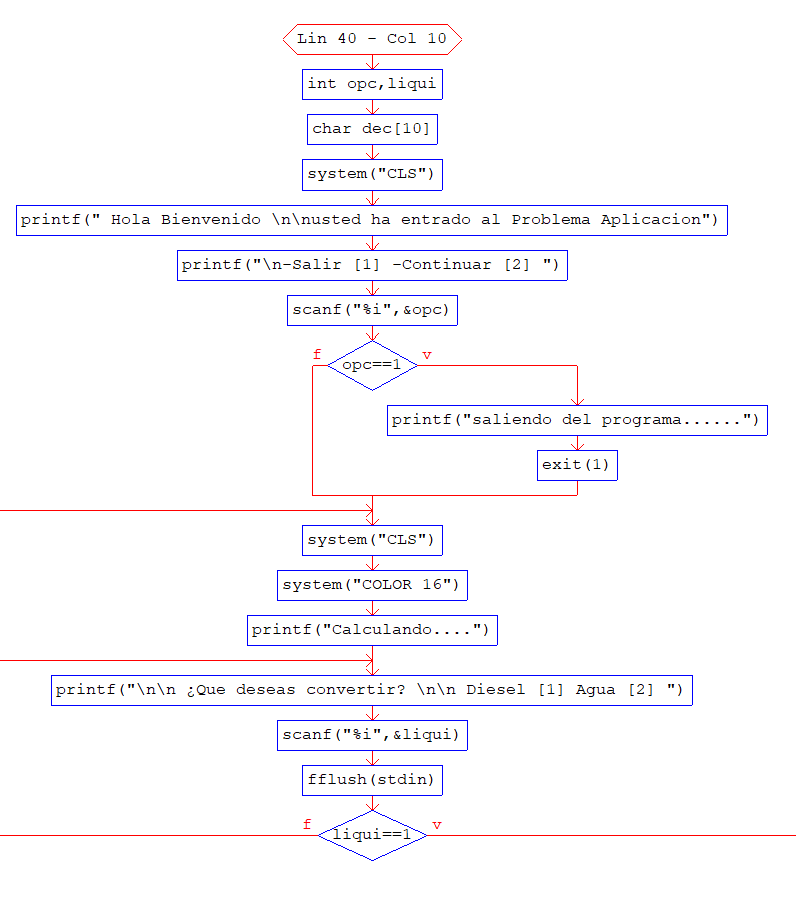 Lin 40 - Col 10
int opc,liqui
char dec[10]
system("CLS")
printf(" Hola Bienvenido \n\nusted ha entrado al Problema Aplicacion")
printf("\n-Salir [1] -Continuar [2] ")
scanf("%i",&opc)
f v
opc==1
printf("saliendo del programa......")
exit(1)
system("CLS")
system("COLOR 16")
printf("Calculando....")
printf("\n\n ¿Que deseas convertir? \n\n Diesel [1] Agua [2] ")
scanf("%i",&liqui)
fflush(stdin)
f v
liqui==1